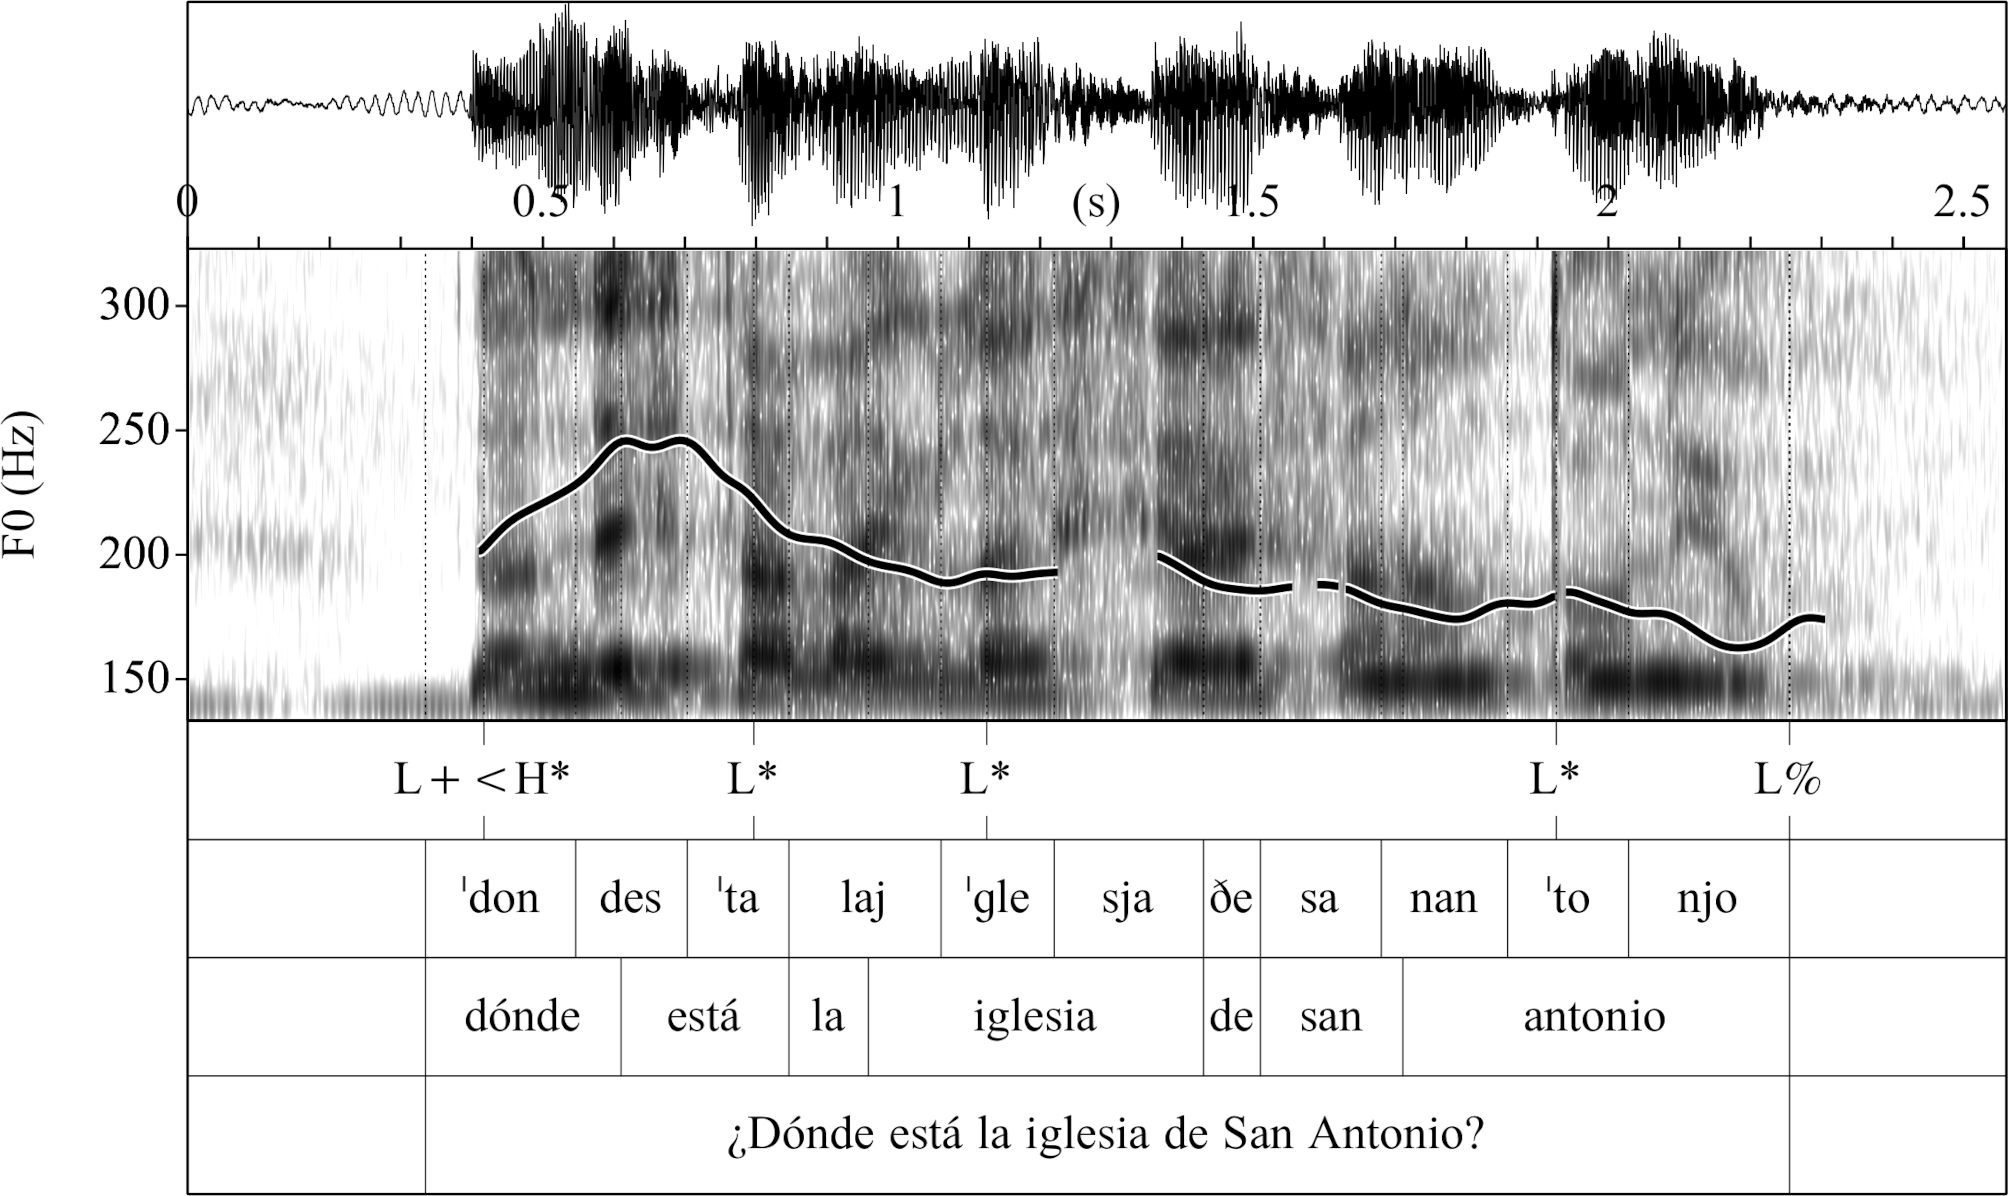 0 0.5 1 (s) 1.5 2 2.5
300
250
200
150
F0 (Hz)
L + < H* L* L* L* L%
ˈdon des ˈta laj ˈgle sja ðe sa nan ˈto njo
dónde está la iglesia de san antonio
¿Dónde está la iglesia de San Antonio?